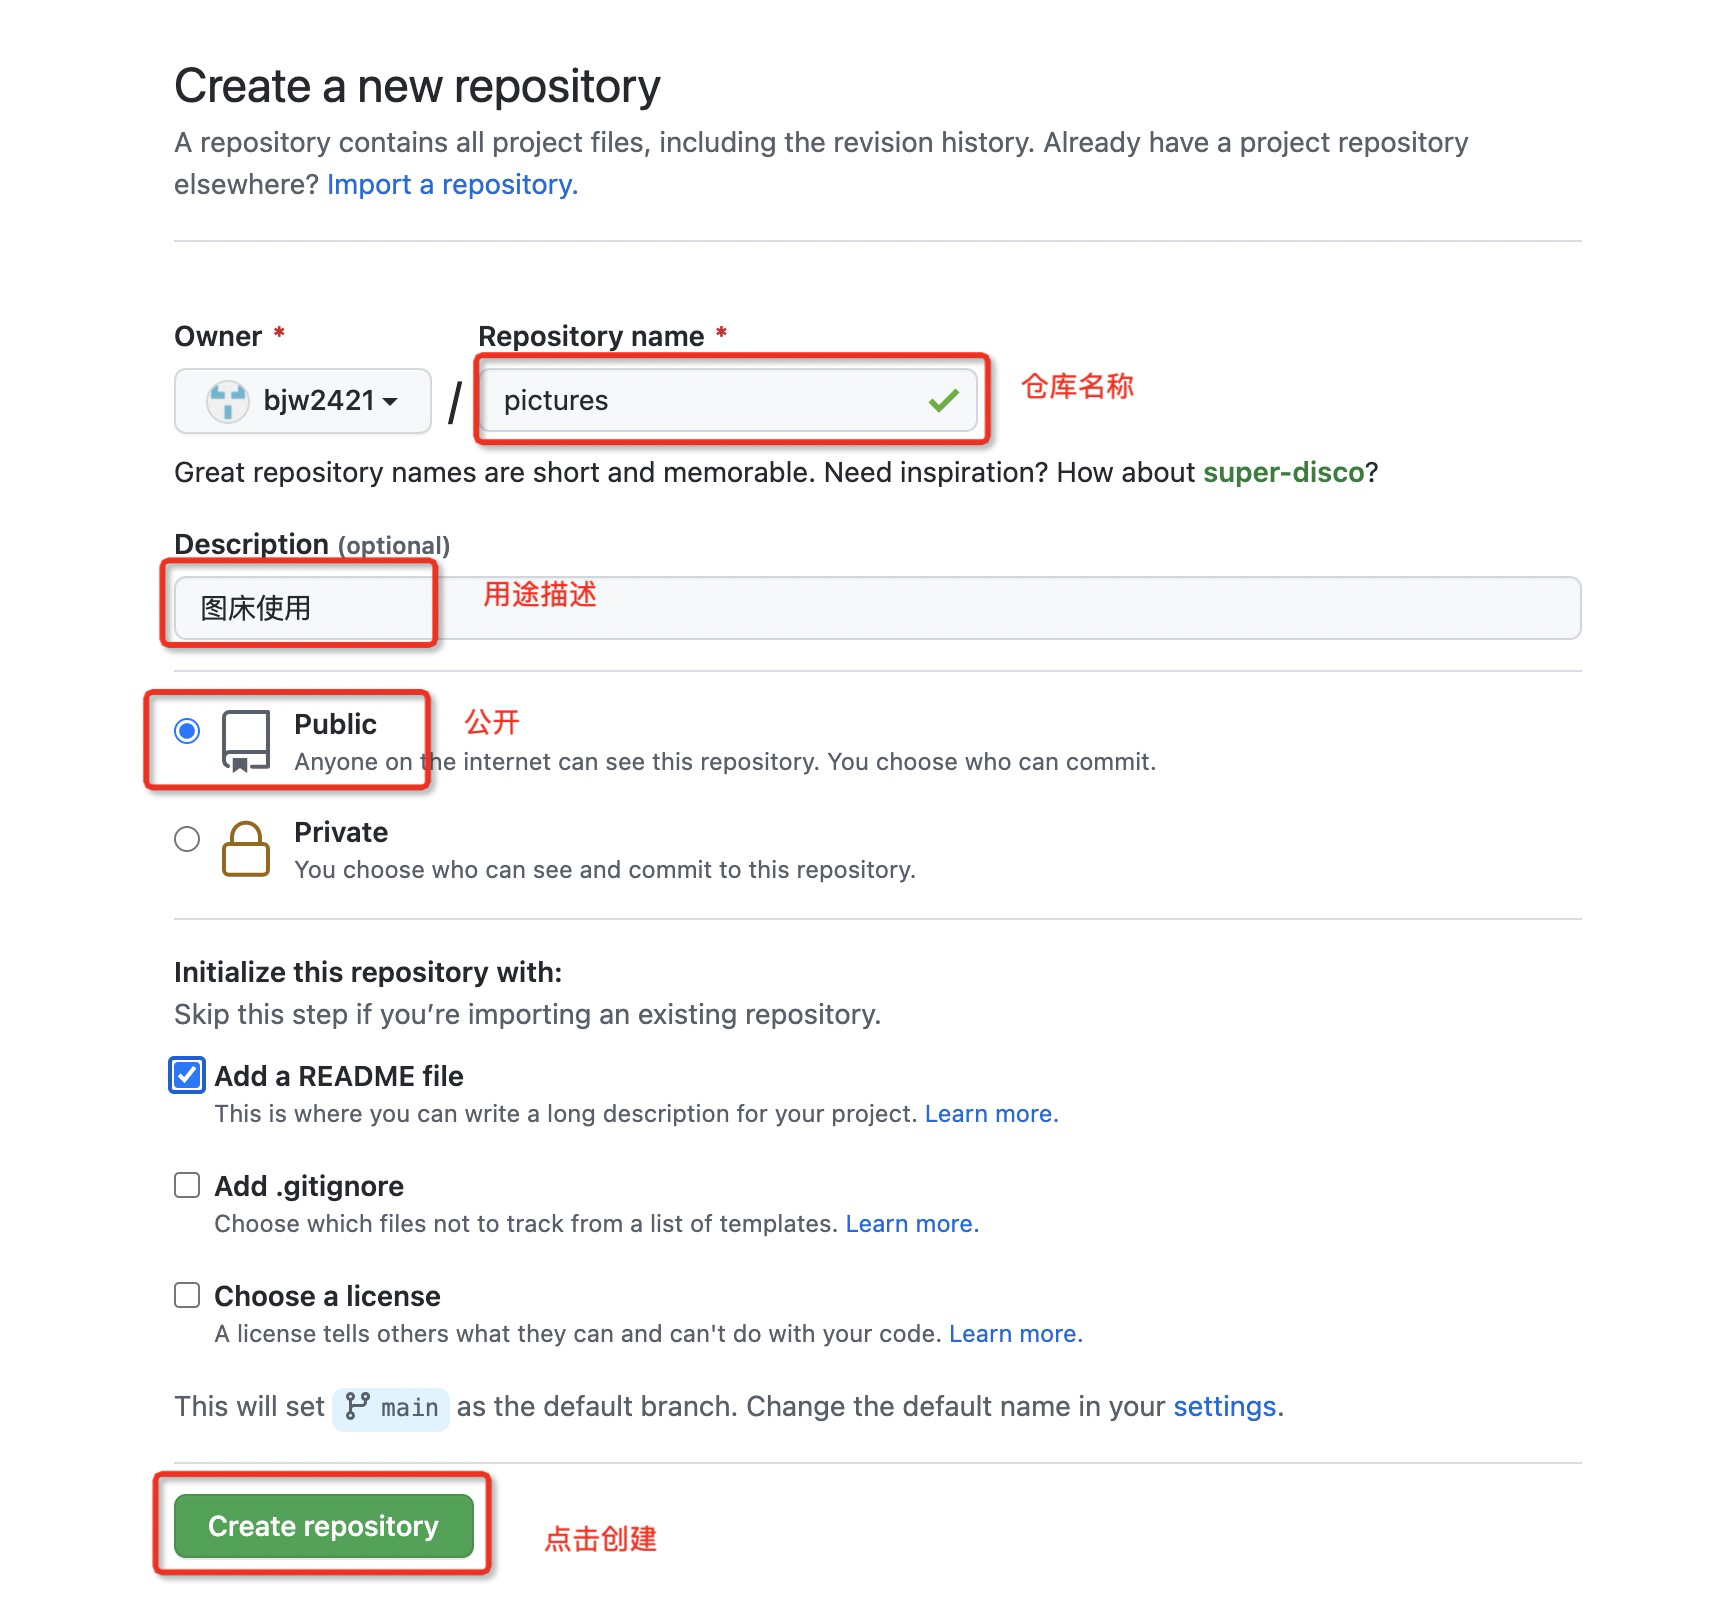 Create a new repository
A repository contains all project files, including the revision history. Already have a project repository
elsewhere? Import a repository.
Owner * Repository name *
bjw2421 / pictures 仓库名称
Great repository names are short and memorable. Need inspiration? How about super-disco?
Description (optional)
图床使用 用途描述
Public 公开
Anyone on the internet can see this repository. You choose who can commit.
Private
You choose who can see and commit to this repository.
Initialize this repository with:
Skip this step if you’re importing an existing repository.
Add a README file
This is where you can write a long description for your project. Learn more.
Add .gitignore
Choose which files not to track from a list of templates. Learn more.
Choose a license
A license tells others what they can and can't do with your code. Learn more.
This will set main as the default branch. Change the default name in your settings.
Create repository 点击创建